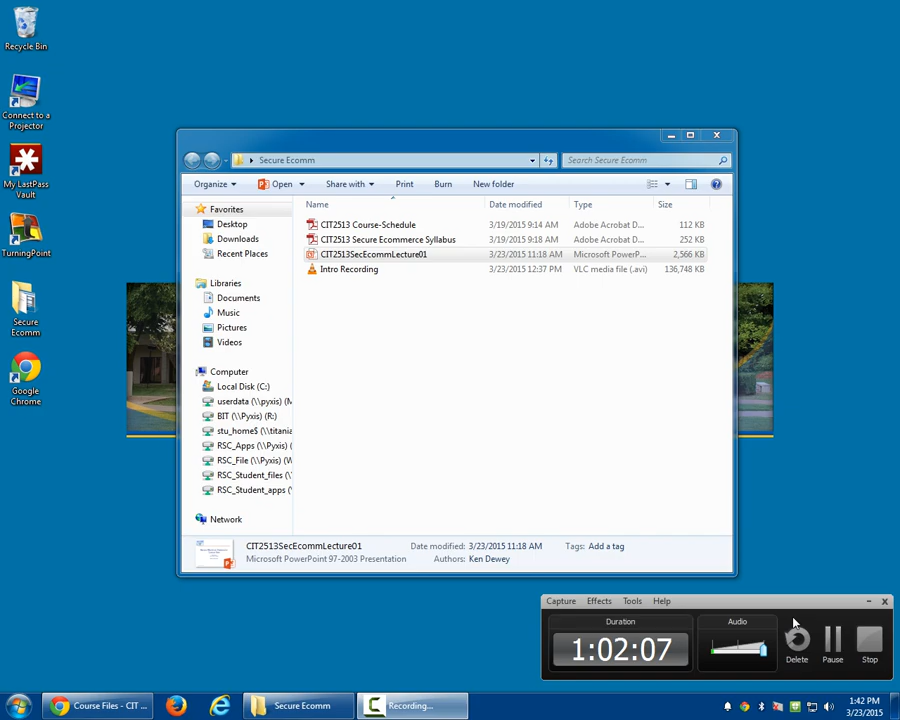 Recycle Bin
Connect to a
Projector
My LastPass
Vault
TurningPoint
Secure
Ecomm
Google
Chrome
Secure Ecomm
Search Secure Ecomm
Organize Open Share with Print Burn New folder
Name Date modified Type Size
CIT2513 Course-Schedule 3/19/2015 9:14 AM Adobe Acrobat D... 112 KB
CIT2513 Secure Ecommerce Syllabus 3/19/2015 9:18 AM Adobe Acrobat D... 252 KB
CIT2513SecEcommLecture01 3/23/2015 11:18 AM Microsoft PowerP... 2,566 KB
Intro Recording 3/23/2015 12:37 PM VLC media file (.avi) 136,748 KB
Favorites
Desktop
Downloads
Recent Places
Libraries
Documents
Music
Pictures
Videos
Computer
Local Disk (C:)
userdata (\\pyxis) (
BIT (\\Pyxis) (R:)
stu_home$ (\\titania
RSC_Apps (\\Pyxis) (
RSC_File (\\Pyxis) (W
RSC_Student_files (\
RSC_Student_apps (\
Network
CIT2513SecEcommLecture01 Date modified: 3/23/2015 11:18 AM Tags: Add a tag
Microsoft PowerPoint 97-2003 Presentation Authors: Ken Dewey
Capture Effects Tools Help
Duration Audio
1:02:07
Delete Pause Stop
Course Files - CIT ... Secure Ecomm Recording...
1:42 PM
3/23/2015